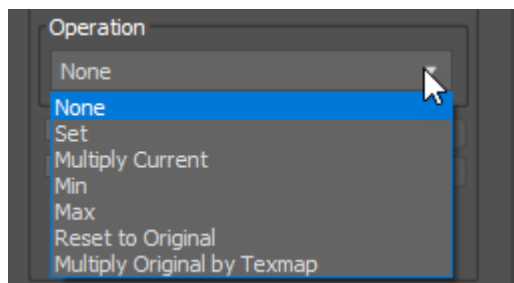 Operation
None
None
Set
Multiply Current
Min
Max
Reset to Original
Multiply Original by Texmap